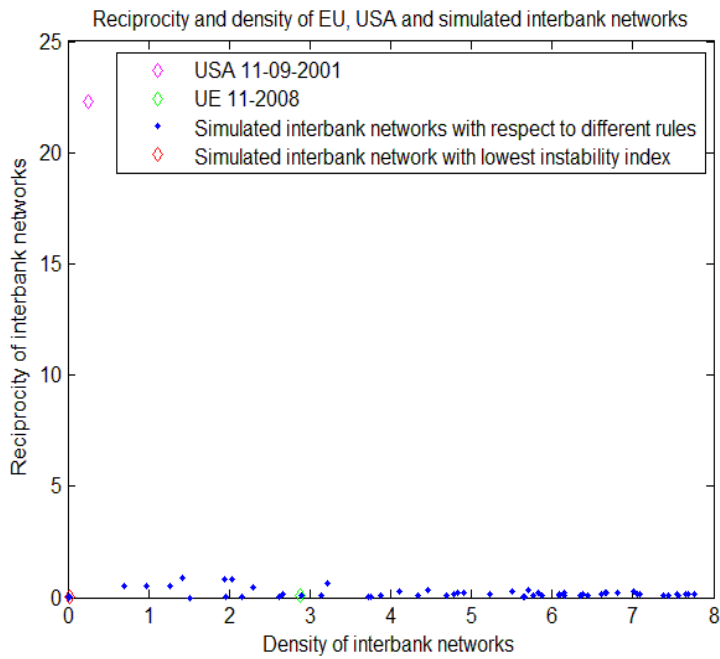 Reciprocity and density of EU, USA and simulated interbank networks
25
20
15
10
5
0
Reciprocity of interbank networks
USA 11-09-2001
UE 11-2008
Simulated interbank networks with respect to different rules
Simulated interbank network with lowest instability index
0 1 2 3 4 5 6 7 8
Density of interbank networks